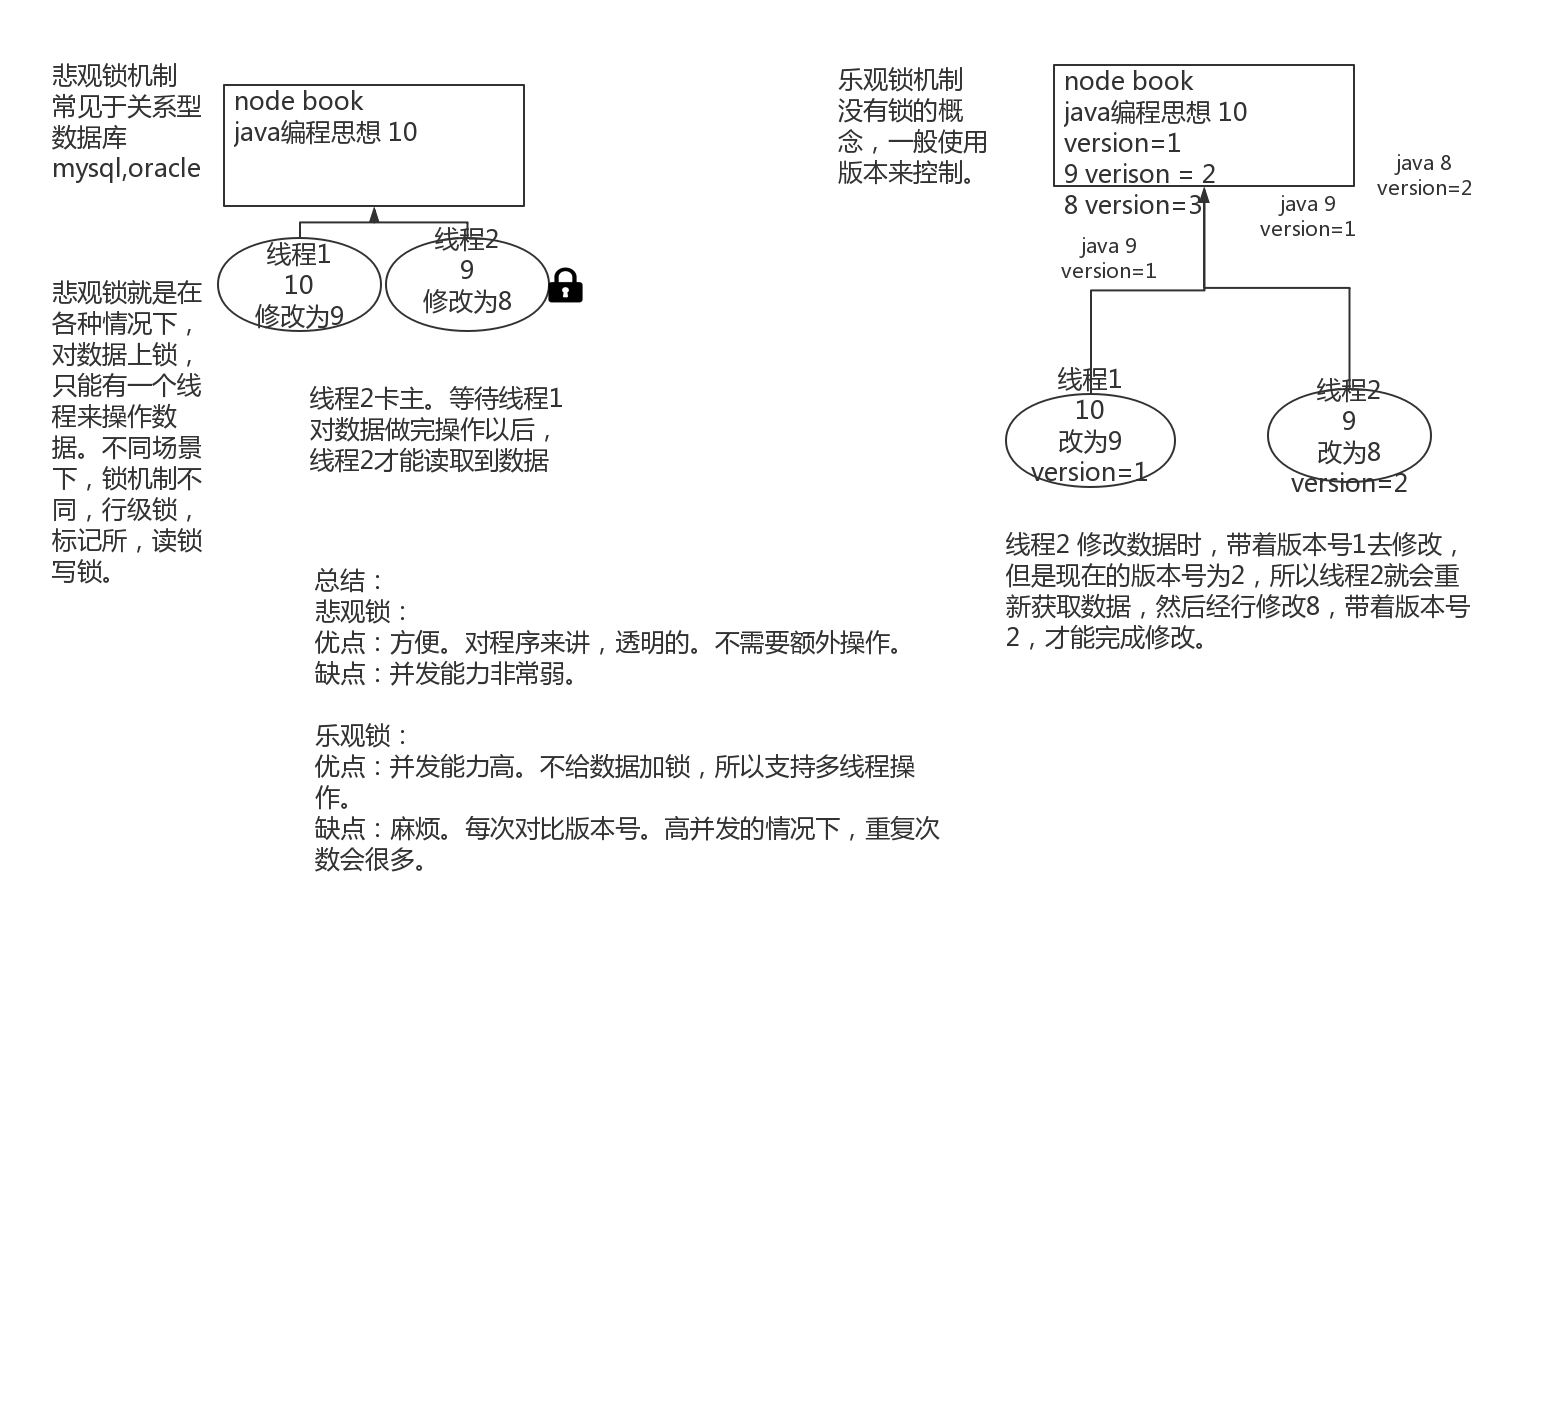 悲观锁机制
常见于关系型
数据库
mysql,oracle
node book
java编程思想 10
线程1
10
修改为9
线程2
9
修改为8
悲观锁就是在
各种情况下，
对数据上锁，
只能有一个线
程来操作数
据。不同场景
下，锁机制不
同，行级锁，
标记所，读锁
写锁。
线程2卡主。等待线程1
对数据做完操作以后，
线程2才能读取到数据
总结：
悲观锁：
优点：方便。对程序来讲，透明的。不需要额外操作。
缺点：并发能力非常弱。
乐观锁：
优点：并发能力高。不给数据加锁，所以支持多线程操
作。
缺点：麻烦。每次对比版本号。高并发的情况下，重复次
数会很多。
乐观锁机制
没有锁的概
念，一般使用
版本来控制。
node book
java编程思想 10
version=1
9 verison = 2
8 version=3
java 8
version=2
java 9
version=1
java 9
version=1
线程1
10
改为9
version=1
线程2
9
改为8
version=2
线程2 修改数据时，带着版本号1去修改，
但是现在的版本号为2，所以线程2就会重
新获取数据，然后经行修改8，带着版本号
2，才能完成修改。